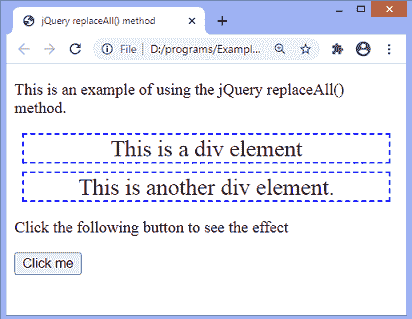 jQuery replaceAll() method
File
D:/programs/Exampl...
This is an example of using the jQuery replaceAll()
method.
This is a div element
This is another div element.
Click the following button to see the effect
Click me